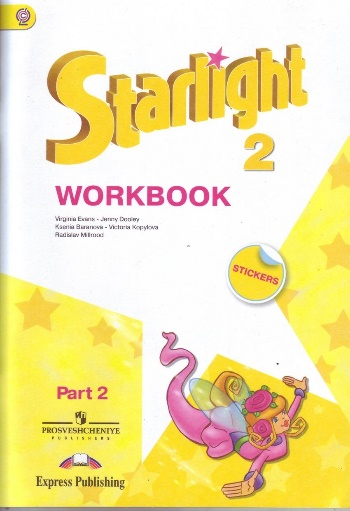 Starlight 2
WORKBOOK
Virginia Evans - Jenny Dooley
Ksenia Baranova - Victoria Kopylova
Radislav Millrood
STICKERS
Part 2
PROSVESHCHENIYE
PUBLISHERS
Express Publishing